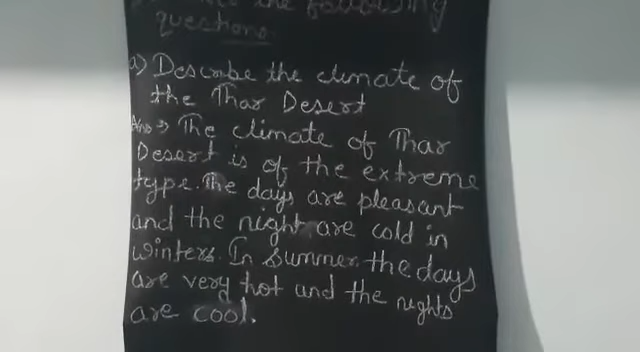 the following
questions.
a) Describe the climate of
the Thar Desert
Ans → The climate of Thar
Desert is of the extreme
type. The days are pleasant
and the night are cold in
winters. In Summer the days
are very hot and the nights
are cool.